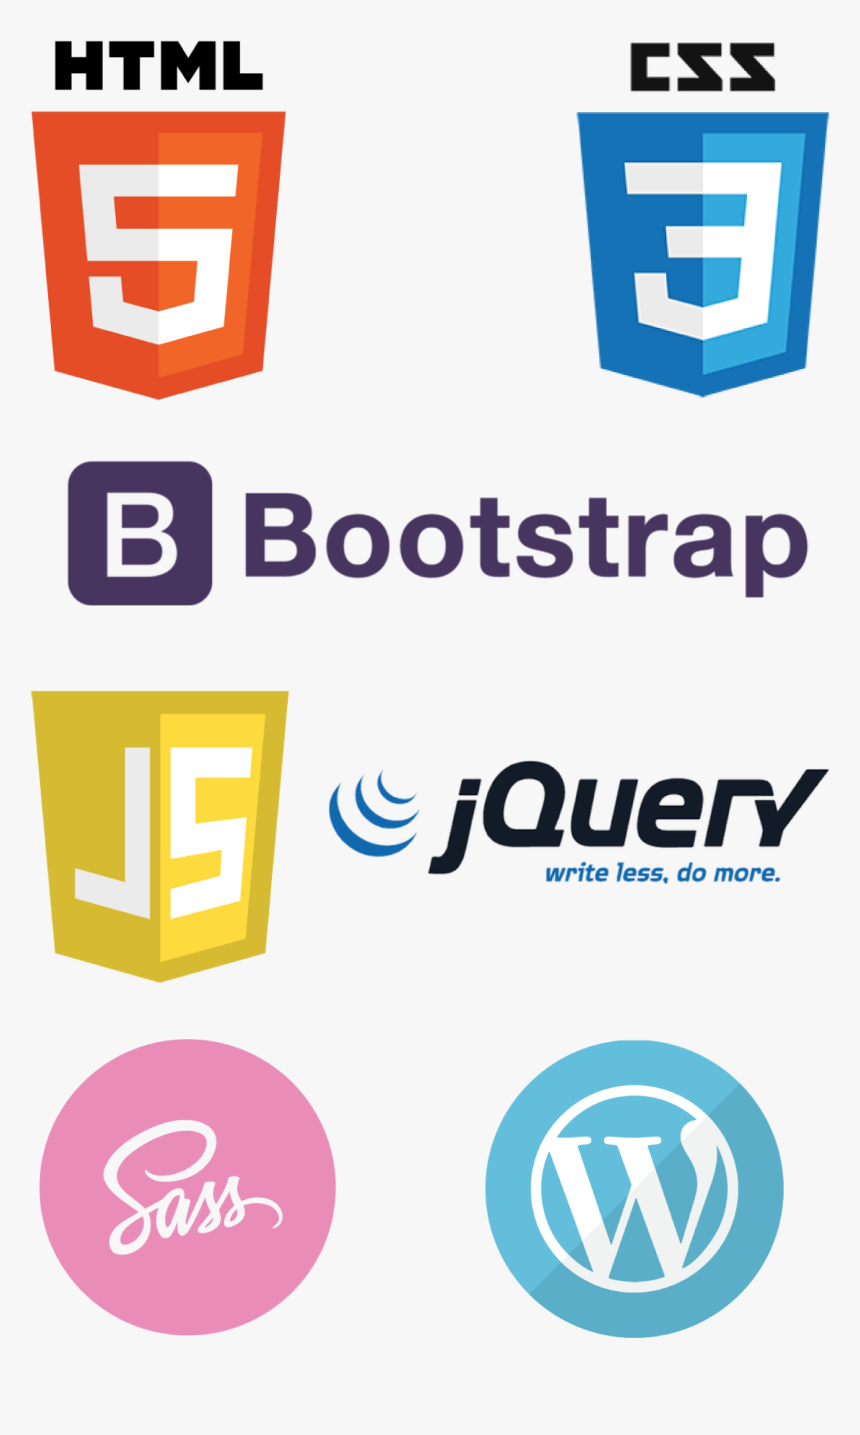 HTML
5
CSS
3
B Bootstrap
JS
jQuery
write less, do more.
Sass
W